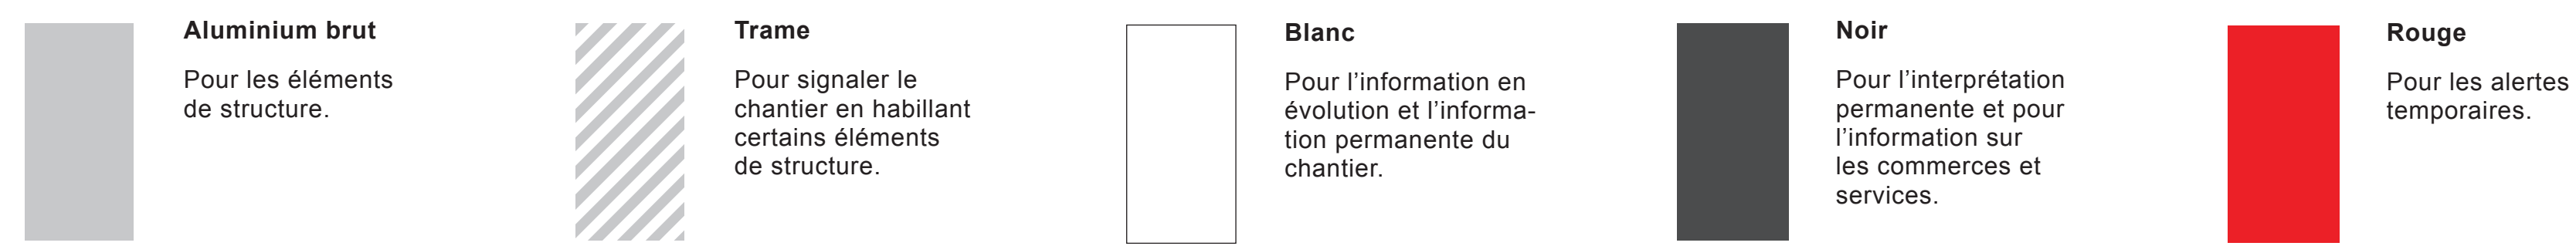 Aluminium brut
Pour les éléments
de structure.
Trame
Pour signaler le
chantier en habillant
certains éléments
de structure.
Blanc
Pour l’information en
évolution et l’informa-
tion permanente du
chantier.
Noir
Pour l’interprétation
permanente et pour
l’information sur
les commerces et
services.
Rouge
Pour les alertes
temporaires.